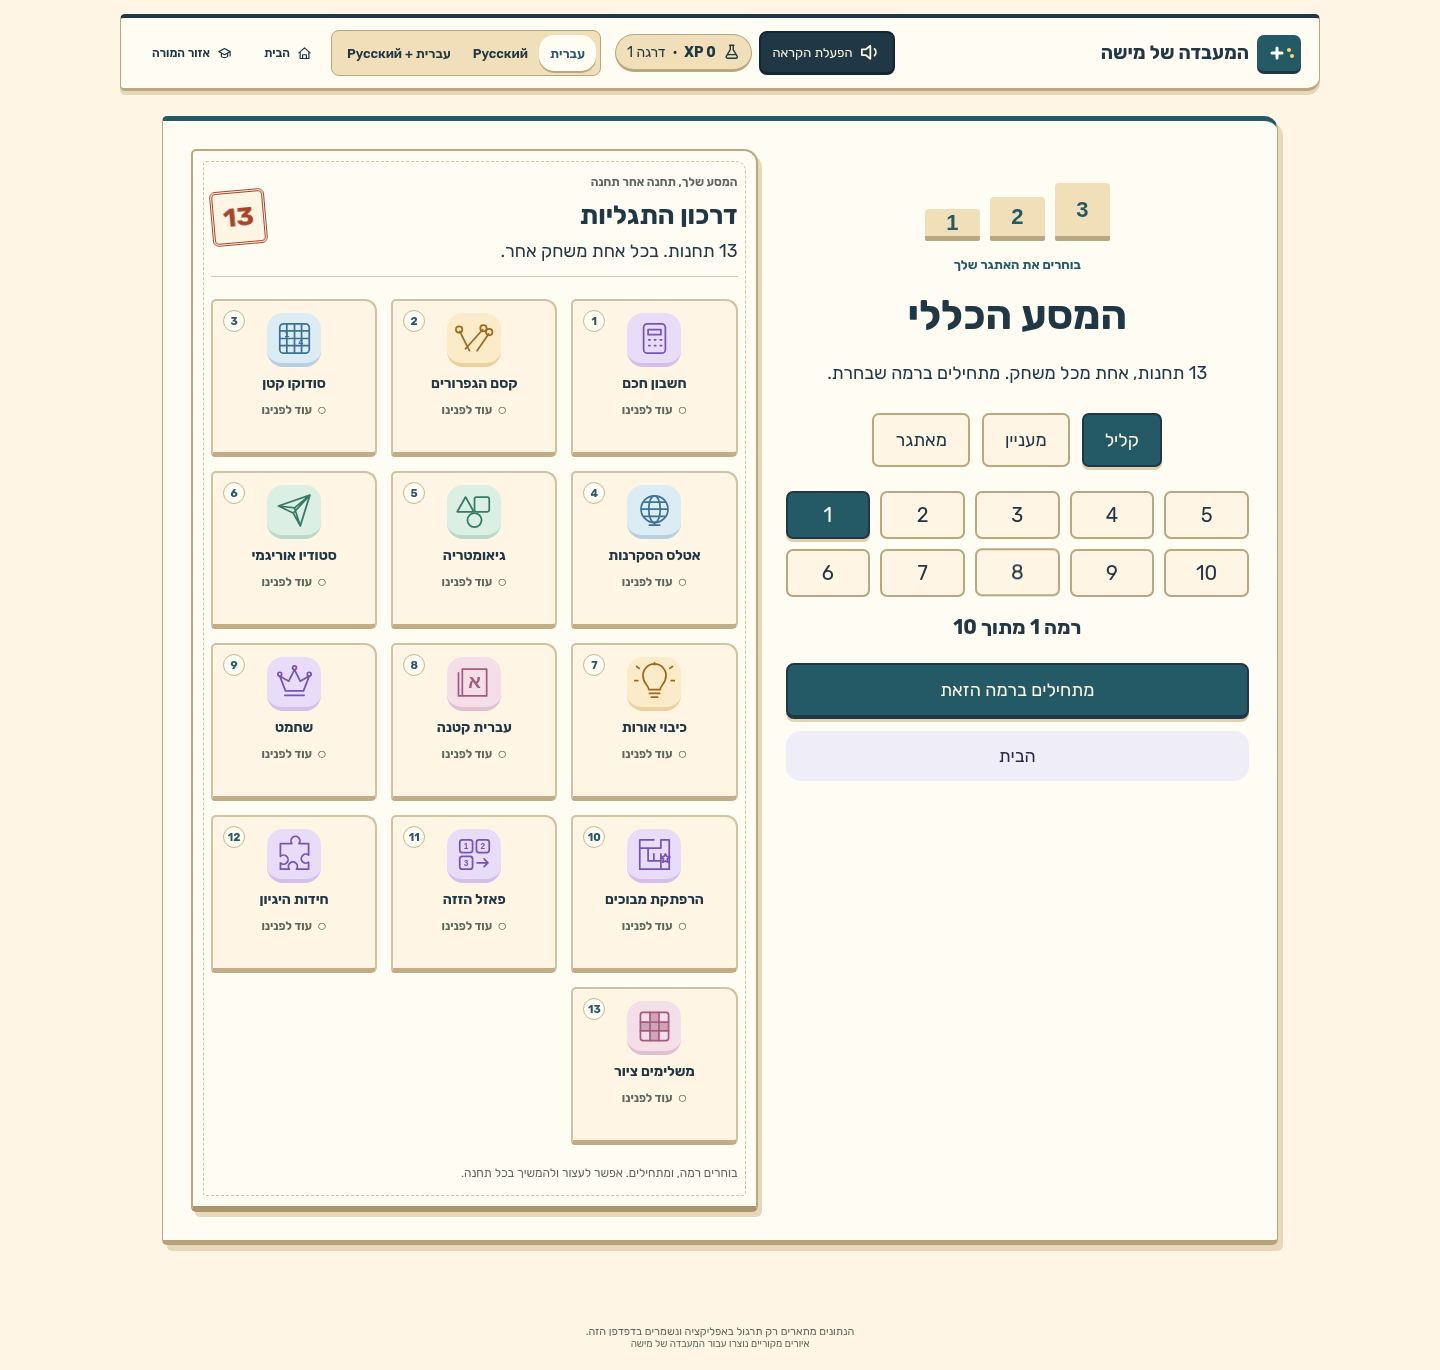 המעבדה של מישה
הפעלת הקראה
XP 0 • דרגה 1
עברית
Русский
עברית + Русский
הבית
אזור המורה
3
2
1
בוחרים את האתגר שלך
המסע הכללי
13 תחנות, אחת מכל משחק. מתחילים ברמה שבחרת.
קליל
מעניין
מאתגר
1 2 3 4 5
6 7 8 9 10
רמה 1 מתוך 10
מתחילים ברמה הזאת
הבית
המסע שלך, תחנה אחר תחנה
דרכון התגליות
13 תחנות. בכל אחת משחק אחר.
13
1
חשבון חכם
עוד לפנינו
2
קסם הגפרורים
עוד לפנינו
3
סודוקו קטן
עוד לפנינו
4
אטלס הסקרנות
עוד לפנינו
5
גיאומטריה
עוד לפנינו
6
סטודיו אוריגמי
עוד לפנינו
7
כיבוי אורות
עוד לפנינו
8
א
עברית קטנה
עוד לפנינו
9
שחמט
עוד לפנינו
10
הרפתקת מבוכים
עוד לפנינו
11
1 2
3
פאזל הזזה
עוד לפנינו
12
חידות היגיון
עוד לפנינו
13
משלימים ציור
עוד לפנינו
בוחרים רמה, ומתחילים. אפשר לעצור ולהמשיך בכל תחנה.
הנתונים מתארים רק תרגול באפליקציה ונשמרים בדפדפן הזה.
איורים מקוריים נוצרו עבור המעבדה של מישה